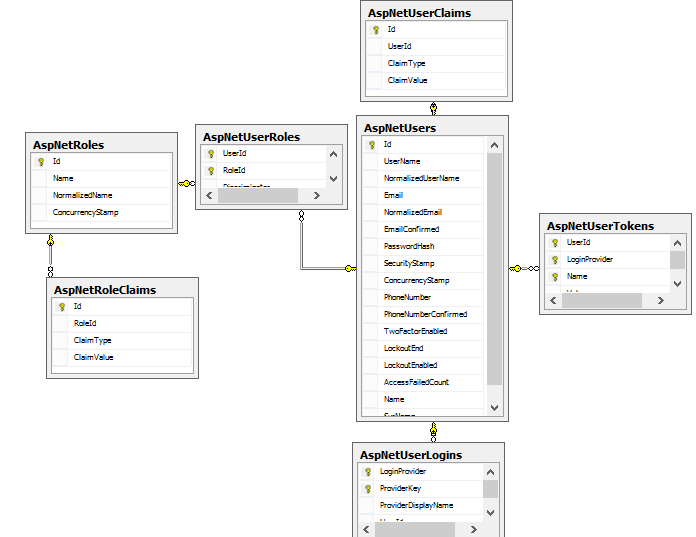 AspNetUserClaims
Id
UserId
ClaimType
ClaimValue
AspNetRoles
Id
Name
NormalizedName
ConcurrencyStamp
AspNetUserRoles
UserId
RoleId
Discriminator
AspNetUsers
Id
UserName
NormalizedUserName
Email
NormalizedEmail
EmailConfirmed
PasswordHash
SecurityStamp
ConcurrencyStamp
PhoneNumber
PhoneNumberConfirmed
TwoFactorEnabled
LockoutEnd
LockoutEnabled
AccessFailedCount
Name
SurName
AspNetUserTokens
UserId
LoginProvider
Name
AspNetRoleClaims
Id
RoleId
ClaimType
ClaimValue
AspNetUserLogins
LoginProvider
ProviderKey
ProviderDisplayName